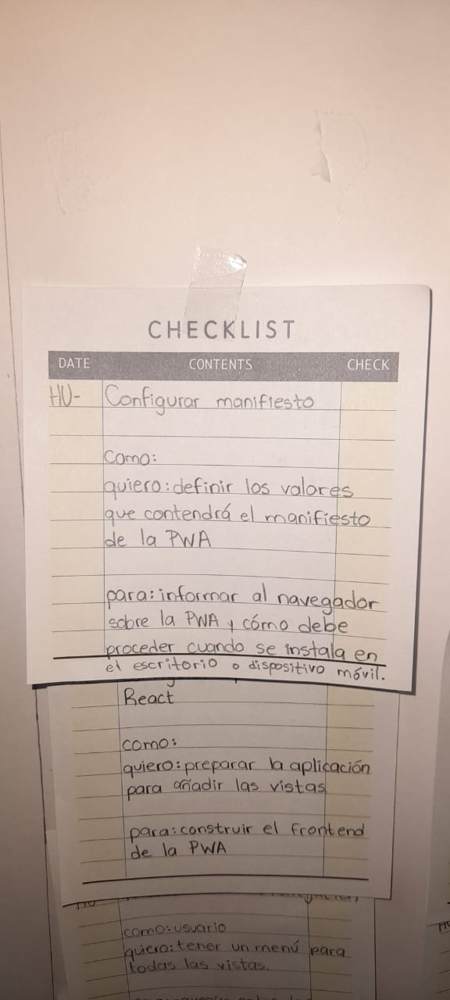 CHECKLIST
DATE CONTENTS CHECK
HU- Configurar manifiesto
Como:
quiero: definir los valores
que contendrá el manifiesto
de la PWA
para: informar al navegador
sobre la PWA y cómo debe
proceder cuando se instala en
el escritorio o dispositivo móvil.
React
como:
quiero: preparar la aplicación
para añadir las vistas
para: construir el frontend
de la PWA
HU
como: usuario
quiero: tener un menú para
todas las vistas.